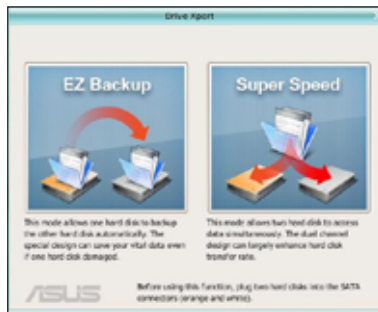 Drive Xpert
EZ Backup
Super Speed
This mode allows one hard disk to backup
the other hard disk automatically. The
special design can save your vital data even
if one hard disk damaged.
This mode allows two hard disk to access
data simultaneously. The dual channel
design can largely enhance hard disk
transfer rate.
ASUS
Before using this function, plug two hard disks into the SATA
connectors (orange and white).